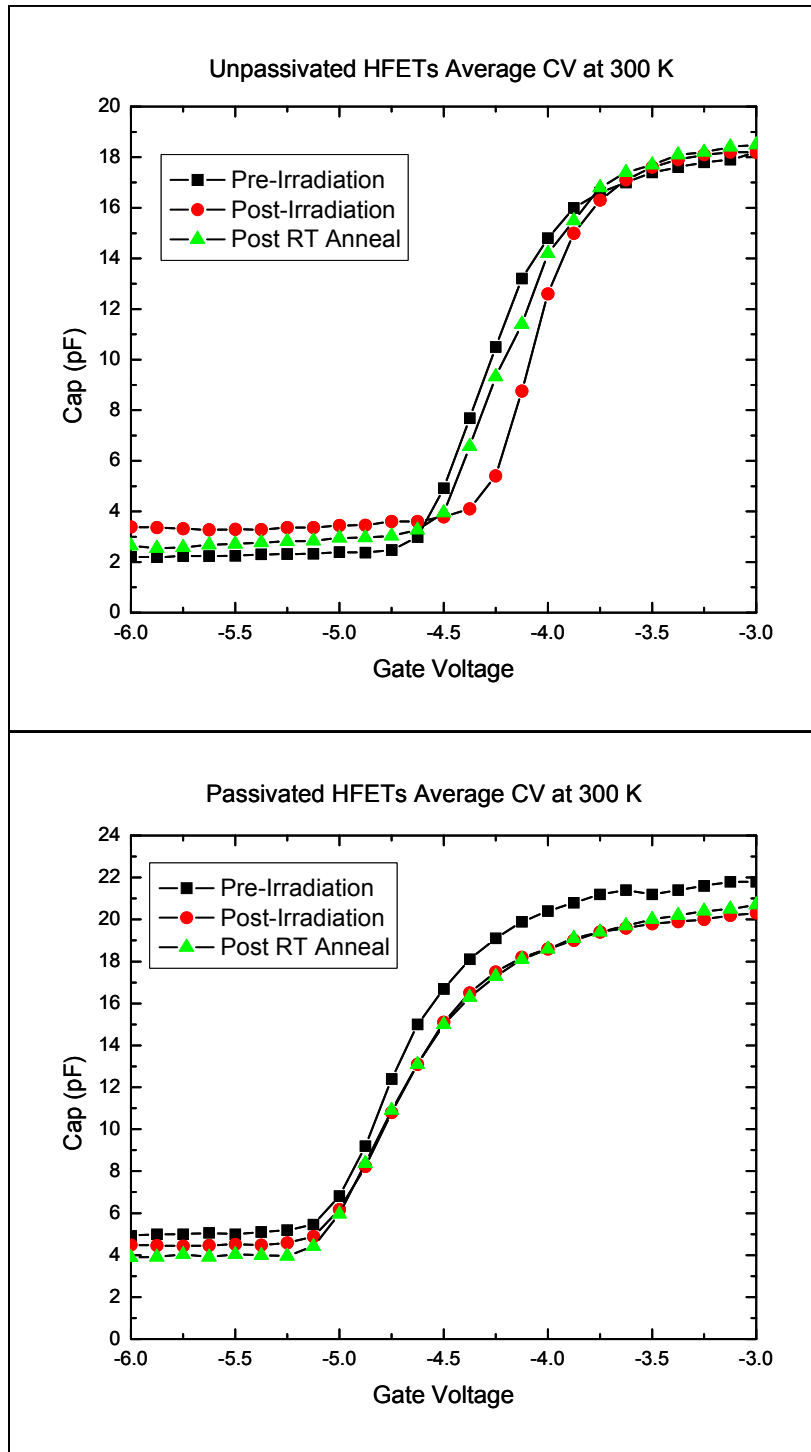 Unpassivated HFETs Average CV at 300 K
20
18
16
14
12
10
8
6
4
2
0
Cap (pF)
Pre-Irradiation
Post-Irradiation
Post RT Anneal
-6.0 -5.5 -5.0 -4.5 -4.0 -3.5 -3.0
Gate Voltage
Passivated HFETs Average CV at 300 K
24
22
20
18
16
14
12
10
8
6
4
2
0
Cap (pF)
Pre-Irradiation
Post-Irradiation
Post RT Anneal
-6.0 -5.5 -5.0 -4.5 -4.0 -3.5 -3.0
Gate Voltage